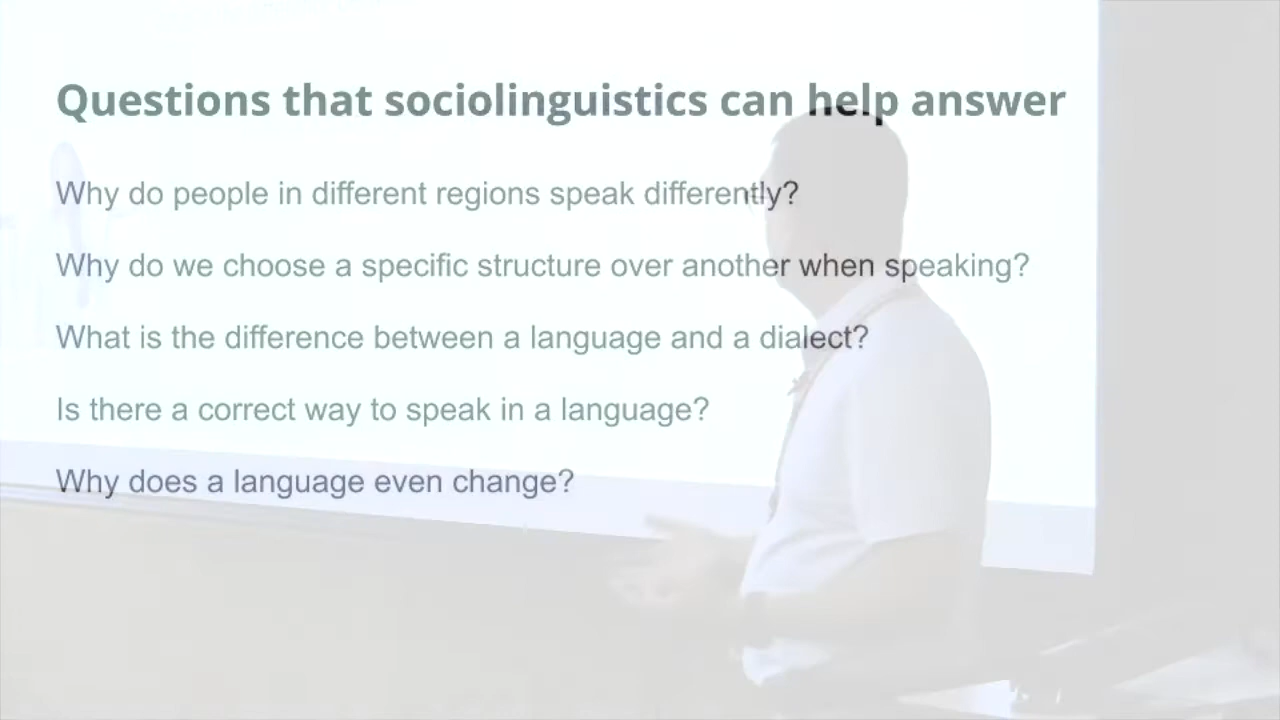 Questions that sociolinguistics can help answer
Why do people in different regions speak differently?
Why do we choose a specific structure over another when speaking?
What is the difference between a language and a dialect?
Is there a correct way to speak in a language?
Why does a language even change?